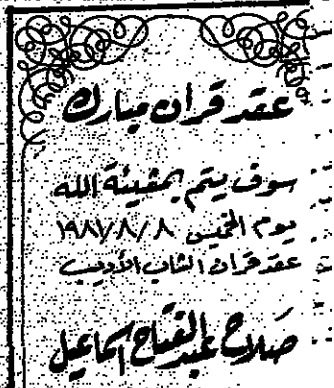 عقد قران مبارك
سوف يتم بمشيئة الله
يوم الخميس ١٩٨٧/٨/٨
عقد قران الشاب الأديب
صلاح عبد الفتاح اسماعيل